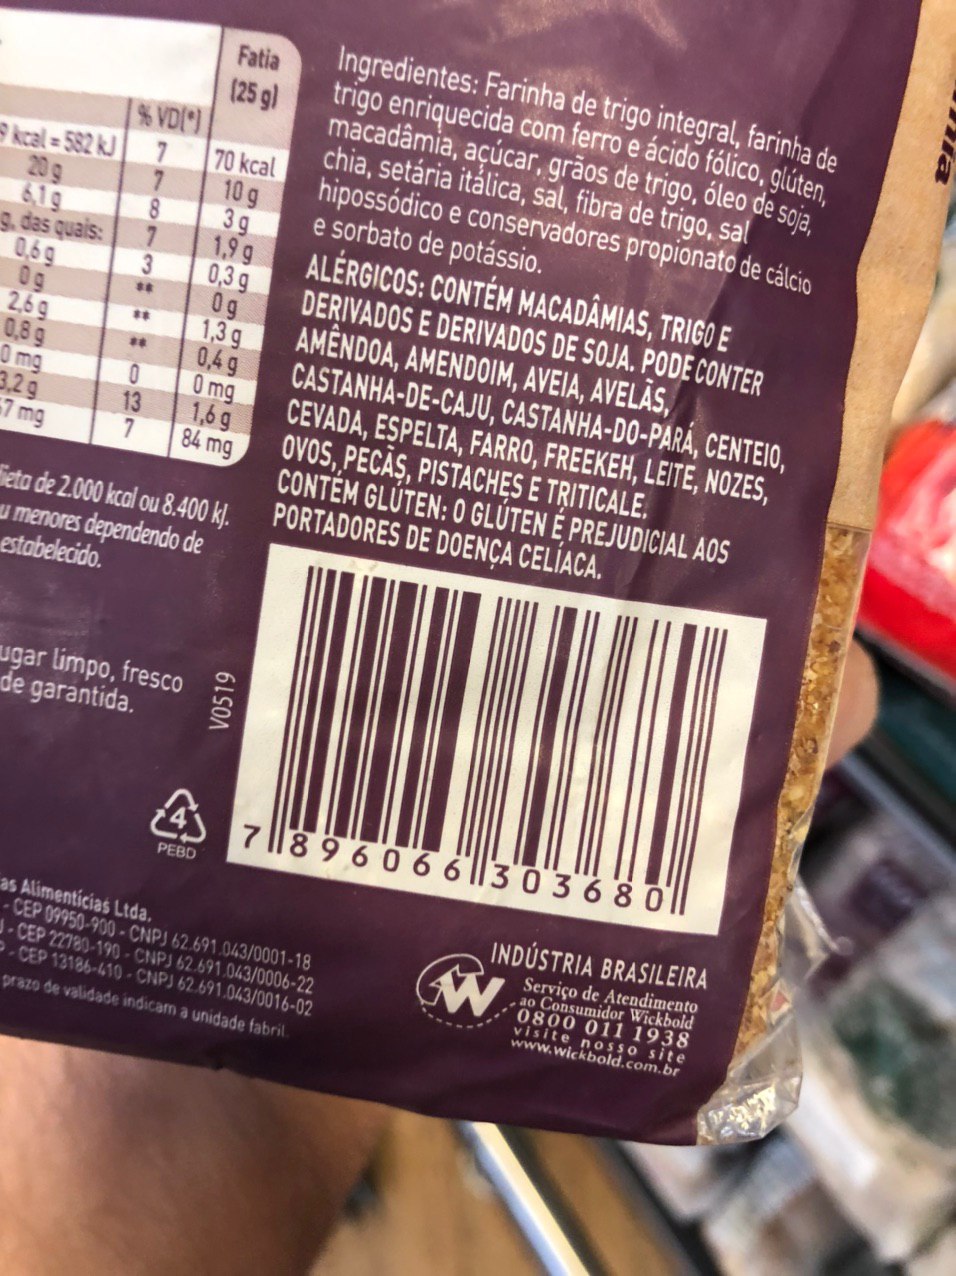 Fatia
(25 g)
% VD(*)
9 kcal = 582 kJ 7 70 kcal
20 g 7 10 g
6,1 g 8 3 g
g, das quais: 7 1,9 g
0,6 g 3 0,3 g
0 g ** 0 g
2,6 g ** 1,3 g
0,8 g ** 0,4 g
0 mg 0 0 mg
3,2 g 13 1,6 g
67 mg 7 84 mg
dieta de 2.000 kcal ou 8.400 kJ.
u menores dependendo de
estabelecido.
ugar limpo, fresco
de garantida.
V0519
4
PEBD
Ingredientes: Farinha de trigo integral, farinha de
trigo enriquecida com ferro e ácido fólico, glúten,
macadâmia, açúcar, grãos de trigo, óleo de soja,
chia, setária itálica, sal, fibra de trigo, sal
hipossódico e conservadores propionato de cálcio
e sorbato de potássio.
ALÉRGICOS: CONTÉM MACADÂMIAS, TRIGO E
DERIVADOS E DERIVADOS DE SOJA. PODE CONTER
AMÊNDOA, AMENDOIM, AVEIA, AVELÃS,
CASTANHA-DE-CAJU, CASTANHA-DO-PARÁ, CENTEIO,
CEVADA, ESPELTA, FARRO, FREEKEH, LEITE, NOZES,
OVOS, PECÃS, PISTACHES E TRITICALE.
CONTÉM GLÚTEN: O GLÚTEN É PREJUDICIAL AOS
PORTADORES DE DOENÇA CELÍACA.
7 896066 303680
as Alimentícias Ltda.
- CEP 09950-900 - CNPJ 62.691.043/0001-18
J - CEP 22780-190 - CNPJ 62.691.043/0006-22
P - CEP 13186-410 - CNPJ 62.691.043/0016-02
prazo de validade indicam a unidade fabril.
INDÚSTRIA BRASILEIRA
W
Serviço de Atendimento
ao Consumidor Wickbold
0800 011 1938
visite nosso site
www.wickbold.com.br